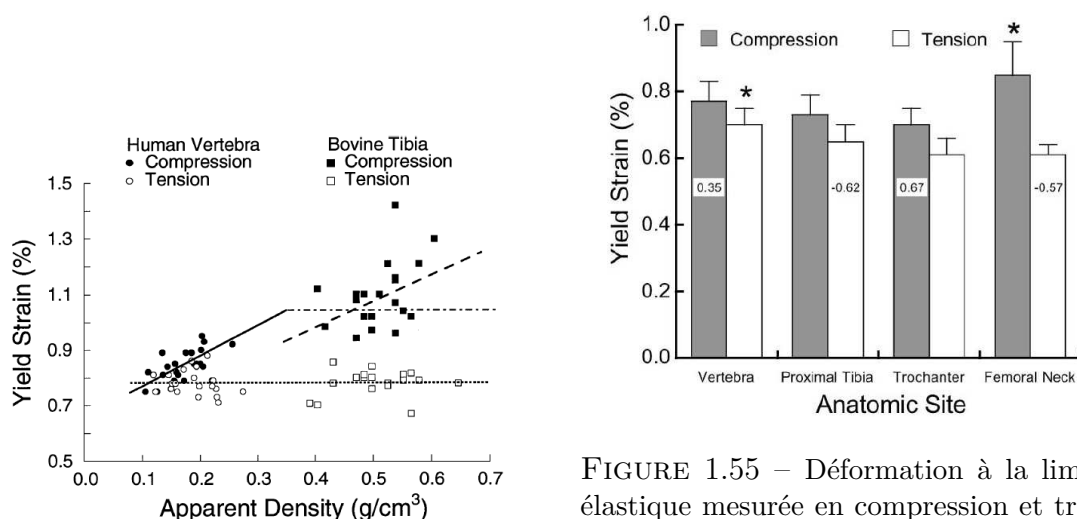 Human Vertebra Bovine Tibia
Compression Compression
Tension Tension
1.5
1.3
1.1
0.9
0.7
0.5
Yield Strain (%)
0.0 0.1 0.2 0.3 0.4 0.5 0.6 0.7
Apparent Density (g/cm³)
1.0
0.8
0.6
0.4
0.2
0.0
Yield Strain (%)
Compression Tension
* *
0.35 -0.62 0.67 -0.57
Vertebra Proximal Tibia Trochanter Femoral Neck
Anatomic Site
FIGURE 1.55 – Déformation à la lim
élastique mesurée en compression et tr